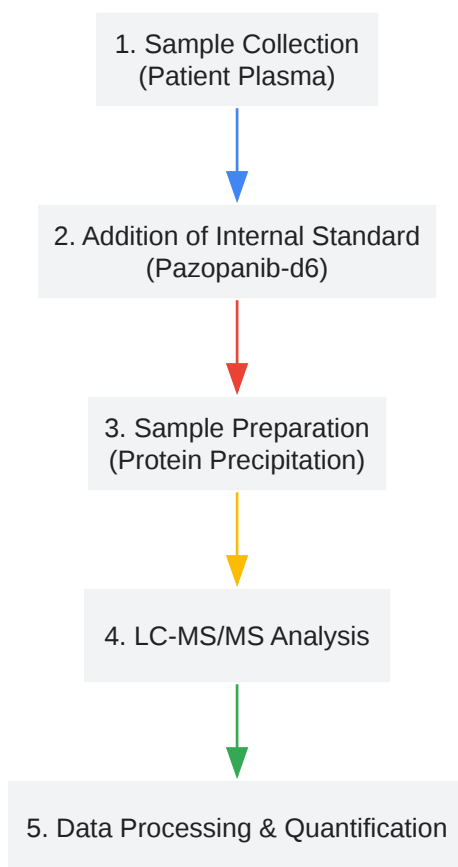 1. Sample Collection
(Patient Plasma)
2. Addition of Internal Standard
(Pazopanib-d6)
3. Sample Preparation
(Protein Precipitation)
4. LC-MS/MS Analysis
5. Data Processing & Quantification